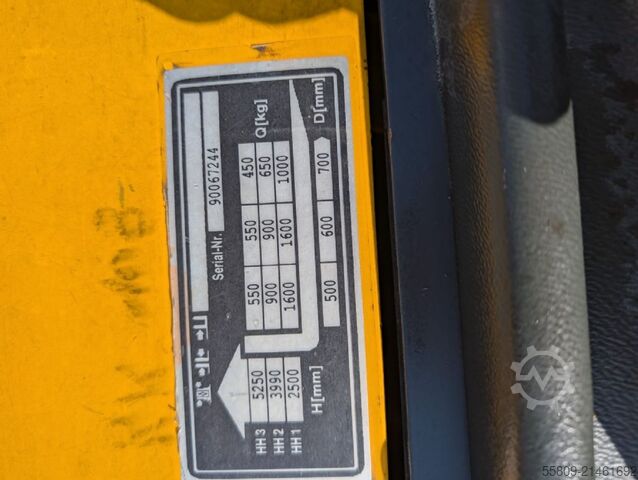 Serial-Nr. 90067244
HH3 5250 550 550 450 Q[kg]
HH2 3990 900 900 650
HH1 2500 1600 1600 1000
H[mm] 500 600 700 D[mm]
55809-21461692